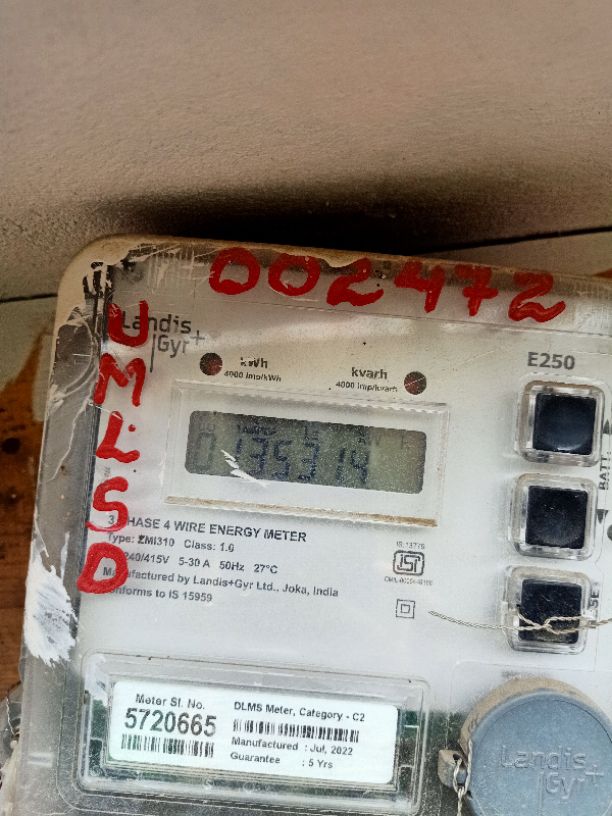 002472
UMLSD
Landis
Gyr+
kWh
4000 imp/kWh
kvarh
4000 imp/kvarh
E250
BATT
3 PHASE 4 WIRE ENERGY METER
Type: ZMI310 Class: 1.0
240/415V 5-30 A 50Hz 27°C
Manufactured by Landis+Gyr Ltd., Joka, India
Conforms to IS 15959
Meter Sl. No.
5720665
DLMS Meter, Category - C2
Manufactured : Jul, 2022
Guarantee : 5 Yrs
Landis
Gyr+